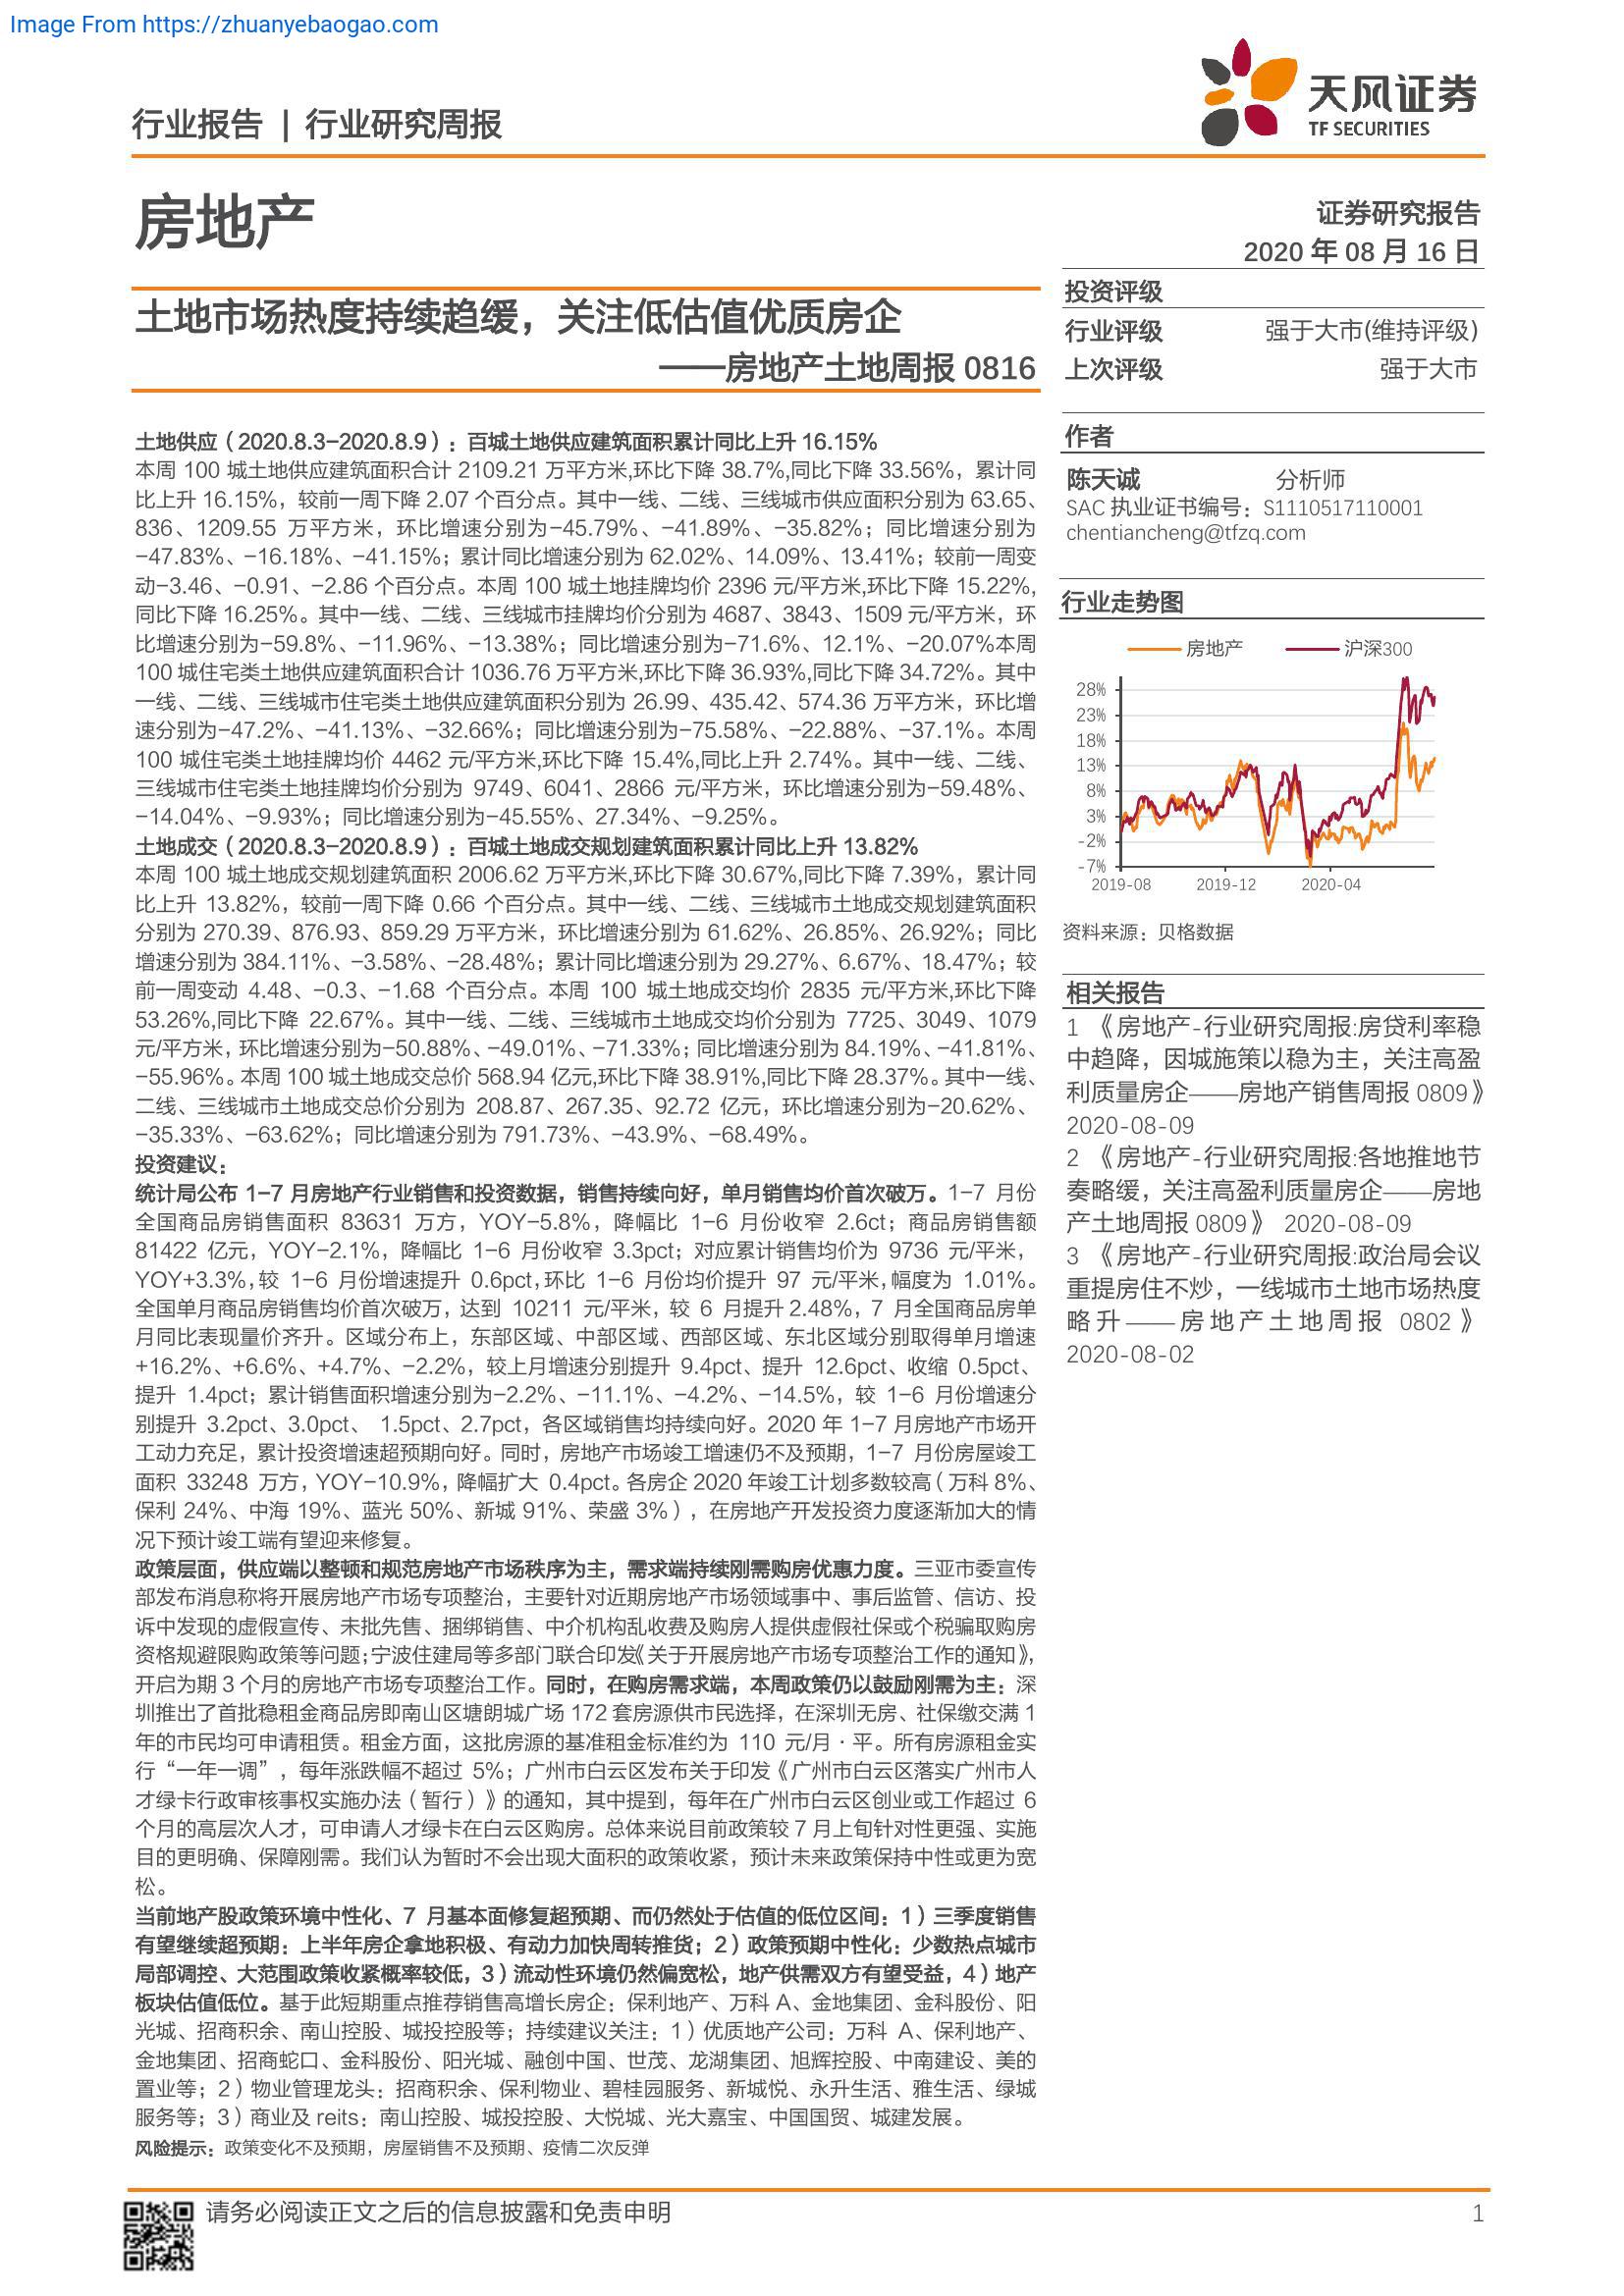 Image From https://zhuanyebaogao.com
行业报告 | 行业研究周报
天风证券
TF SECURITIES
房地产
证券研究报告
2020 年 08 月 16 日
土地市场热度持续趋缓，关注低估值优质房企
——房地产土地周报 0816
投资评级
行业评级 强于大市(维持评级)
上次评级 强于大市
土地供应（2020.8.3-2020.8.9）：百城土地供应建筑面积累计同比上升 16.15%
本周 100 城土地供应建筑面积合计 2109.21 万平方米,环比下降 38.7%,同比下降 33.56%，累计同
比上升 16.15%，较前一周下降 2.07 个百分点。其中一线、二线、三线城市供应面积分别为 63.65、
836、1209.55 万平方米，环比增速分别为-45.79%、-41.89%、-35.82%；同比增速分别为
-47.83%、-16.18%、-41.15%；累计同比增速分别为 62.02%、14.09%、13.41%；较前一周变
动-3.46、-0.91、-2.86 个百分点。本周 100 城土地挂牌均价 2396 元/平方米,环比下降 15.22%,
同比下降 16.25%。其中一线、二线、三线城市挂牌均价分别为 4687、3843、1509 元/平方米，环
比增速分别为-59.8%、-11.96%、-13.38%；同比增速分别为-71.6%、12.1%、-20.07%本周
100 城住宅类土地供应建筑面积合计 1036.76 万平方米,环比下降 36.93%,同比下降 34.72%。其中
一线、二线、三线城市住宅类土地供应建筑面积分别为 26.99、435.42、574.36 万平方米，环比增
速分别为-47.2%、-41.13%、-32.66%；同比增速分别为-75.58%、-22.88%、-37.1%。本周
100 城住宅类土地挂牌均价 4462 元/平方米,环比下降 15.4%,同比上升 2.74%。其中一线、二线、
三线城市住宅类土地挂牌均价分别为 9749、6041、2866 元/平方米，环比增速分别为-59.48%、
-14.04%、-9.93%；同比增速分别为-45.55%、27.34%、-9.25%。
土地成交（2020.8.3-2020.8.9）：百城土地成交规划建筑面积累计同比上升 13.82%
本周 100 城土地成交规划建筑面积 2006.62 万平方米,环比下降 30.67%,同比下降 7.39%，累计同
比上升 13.82%，较前一周下降 0.66 个百分点。其中一线、二线、三线城市土地成交规划建筑面积
分别为 270.39、876.93、859.29 万平方米，环比增速分别为 61.62%、26.85%、26.92%；同比
增速分别为 384.11%、-3.58%、-28.48%；累计同比增速分别为 29.27%、6.67%、18.47%；较
前一周变动 4.48、-0.3、-1.68 个百分点。本周 100 城土地成交均价 2835 元/平方米,环比下降
53.26%,同比下降 22.67%。其中一线、二线、三线城市土地成交均价分别为 7725、3049、1079
元/平方米，环比增速分别为-50.88%、-49.01%、-71.33%；同比增速分别为 84.19%、-41.81%、
-55.96%。本周 100 城土地成交总价 568.94 亿元,环比下降 38.91%,同比下降 28.37%。其中一线、
二线、三线城市土地成交总价分别为 208.87、267.35、92.72 亿元，环比增速分别为-20.62%、
-35.33%、-63.62%；同比增速分别为 791.73%、-43.9%、-68.49%。
投资建议：
统计局公布 1-7 月房地产行业销售和投资数据，销售持续向好，单月销售均价首次破万。1-7 月份
全国商品房销售面积 83631 万方，YOY-5.8%，降幅比 1-6 月份收窄 2.6ct；商品房销售额
81422 亿元，YOY-2.1%，降幅比 1-6 月份收窄 3.3pct；对应累计销售均价为 9736 元/平米，
YOY+3.3%，较 1-6 月份增速提升 0.6pct，环比 1-6 月份均价提升 97 元/平米，幅度为 1.01%。
全国单月商品房销售均价首次破万，达到 10211 元/平米，较 6 月提升 2.48%，7 月全国商品房单
月同比表现量价齐升。区域分布上，东部区域、中部区域、西部区域、东北区域分别取得单月增速
+16.2%、+6.6%、+4.7%、-2.2%，较上月增速分别提升 9.4pct、提升 12.6pct、收缩 0.5pct、
提升 1.4pct；累计销售面积增速分别为-2.2%、-11.1%、-4.2%、-14.5%，较 1-6 月份增速分
别提升 3.2pct、3.0pct、 1.5pct、2.7pct，各区域销售均持续向好。2020 年 1-7 月房地产市场开
工动力充足，累计投资增速超预期向好。同时，房地产市场竣工增速仍不及预期，1-7 月份房屋竣工
面积 33248 万方，YOY-10.9%，降幅扩大 0.4pct。各房企 2020 年竣工计划多数较高（万科 8%、
保利 24%、中海 19%、蓝光 50%、新城 91%、荣盛 3%），在房地产开发投资力度逐渐加大的情
况下预计竣工端有望迎来修复。
政策层面，供应端以整顿和规范房地产市场秩序为主，需求端持续刚需购房优惠力度。三亚市委宣传
部发布消息称将开展房地产市场专项整治，主要针对近期房地产市场领域事中、事后监管、信访、投
诉中发现的虚假宣传、未批先售、捆绑销售、中介机构乱收费及购房人提供虚假社保或个税骗取购房
资格规避限购政策等问题；宁波住建局等多部门联合印发《关于开展房地产市场专项整治工作的通知》，
开启为期 3 个月的房地产市场专项整治工作。同时，在购房需求端，本周政策仍以鼓励刚需为主：深
圳推出了首批稳租金商品房即南山区塘朗城广场 172 套房源供市民选择，在深圳无房、社保缴交满 1
年的市民均可申请租赁。租金方面，这批房源的基准租金标准约为 110 元/月·平。所有房源租金实
行“一年一调”，每年涨跌幅不超过 5%；广州市白云区发布关于印发《广州市白云区落实广州市人
才绿卡行政审核事权实施办法（暂行）》的通知，其中提到，每年在广州市白云区创业或工作超过 6
个月的高层次人才，可申请人才绿卡在白云区购房。总体来说目前政策较 7 月上旬针对性更强、实施
目的更明确、保障刚需。我们认为暂时不会出现大面积的政策收紧，预计未来政策保持中性或更为宽
松。
当前地产股政策环境中性化、7 月基本面修复超预期、而仍然处于估值的低位区间：1）三季度销售
有望继续超预期：上半年房企拿地积极、有动力加快周转推货；2）政策预期中性化：少数热点城市
局部调控、大范围政策收紧概率较低，3）流动性环境仍然偏宽松，地产供需双方有望受益，4）地产
板块估值低位。基于此短期重点推荐销售高增长房企：保利地产、万科 A、金地集团、金科股份、阳
光城、招商积余、南山控股、城投控股等；持续建议关注：1）优质地产公司：万科 A、保利地产、
金地集团、招商蛇口、金科股份、阳光城、融创中国、世茂、龙湖集团、旭辉控股、中南建设、美的
置业等；2）物业管理龙头：招商积余、保利物业、碧桂园服务、新城悦、永升生活、雅生活、绿城
服务等；3）商业及 reits：南山控股、城投控股、大悦城、光大嘉宝、中国国贸、城建发展。
风险提示：政策变化不及预期，房屋销售不及预期、疫情二次反弹
作者
陈天诚 分析师
SAC 执业证书编号：S1110517110001
chentiancheng@tfzq.com
行业走势图
房地产 沪深300
28%
23%
18%
13%
8%
3%
-2%
-7%
2019-08 2019-12 2020-04
资料来源：贝格数据
相关报告
1 《房地产-行业研究周报:房贷利率稳
中趋降，因城施策以稳为主，关注高盈
利质量房企——房地产销售周报 0809》
2020-08-09
2 《房地产-行业研究周报:各地推地节
奏略缓，关注高盈利质量房企——房地
产土地周报 0809》 2020-08-09
3 《房地产-行业研究周报:政治局会议
重提房住不炒，一线城市土地市场热度
略升——房地产土地周报 0802》
2020-08-02
请务必阅读正文之后的信息披露和免责申明
1